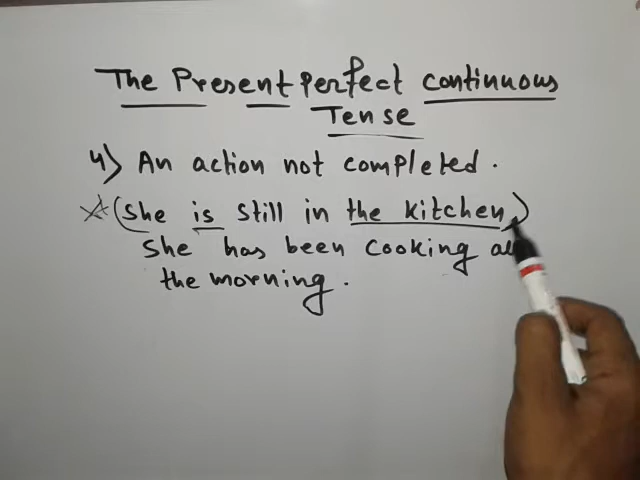 The Present perfect continuous
Tense
4) An action not completed.
(She is still in the kitchen,)
She has been cooking
the morning.